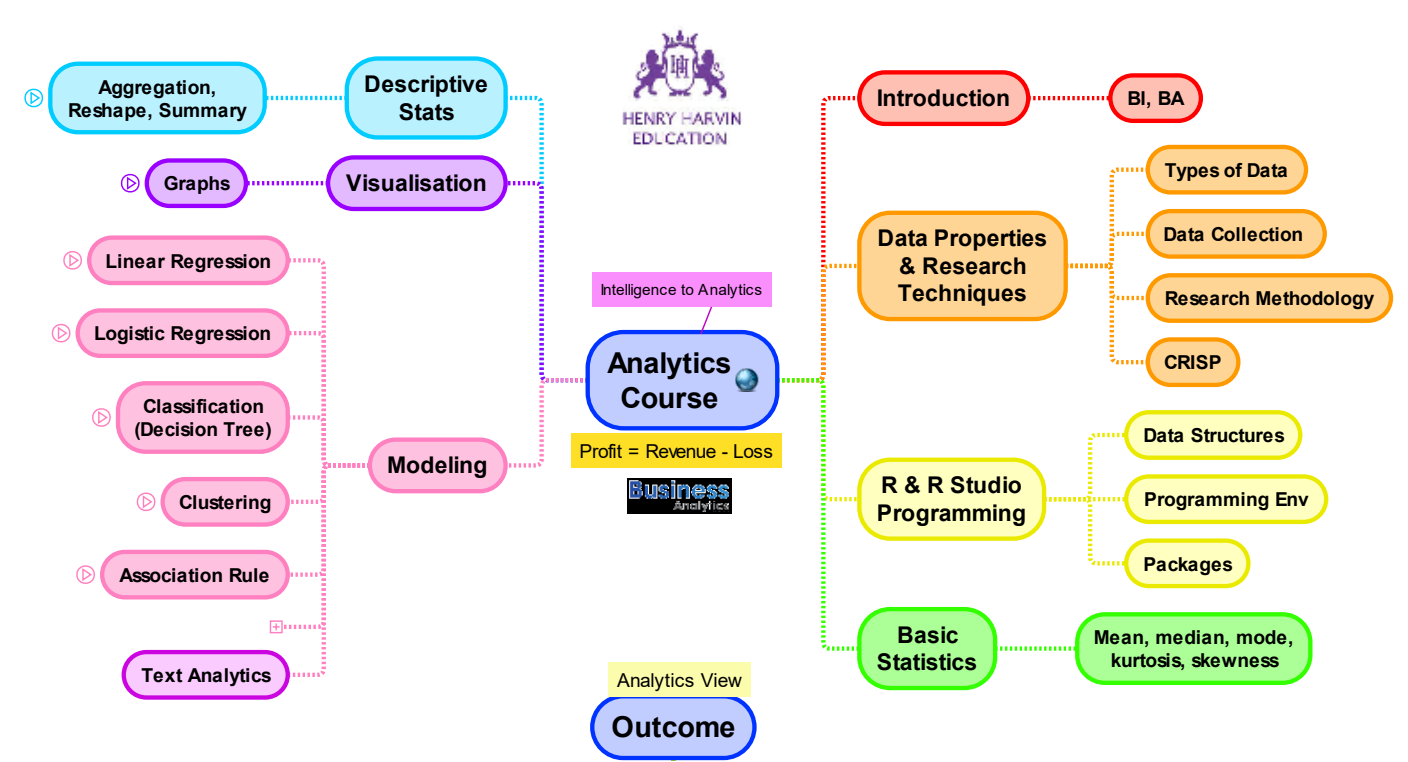 HENRY HARVIN
EDUCATION
Aggregation,
Reshape, Summary
Descriptive
Stats
Graphs
Visualisation
Linear Regression
Logistic Regression
Classification
(Decision Tree)
Clustering
Association Rule
Text Analytics
Modeling
Intelligence to Analytics
Analytics
Course
Profit = Revenue - Loss
Business
Analytics
Analytics View
Outcome
Introduction
BI, BA
Data Properties
& Research
Techniques
Types of Data
Data Collection
Research Methodology
CRISP
R & R Studio
Programming
Data Structures
Programming Env
Packages
Basic
Statistics
Mean, median, mode,
kurtosis, skewness